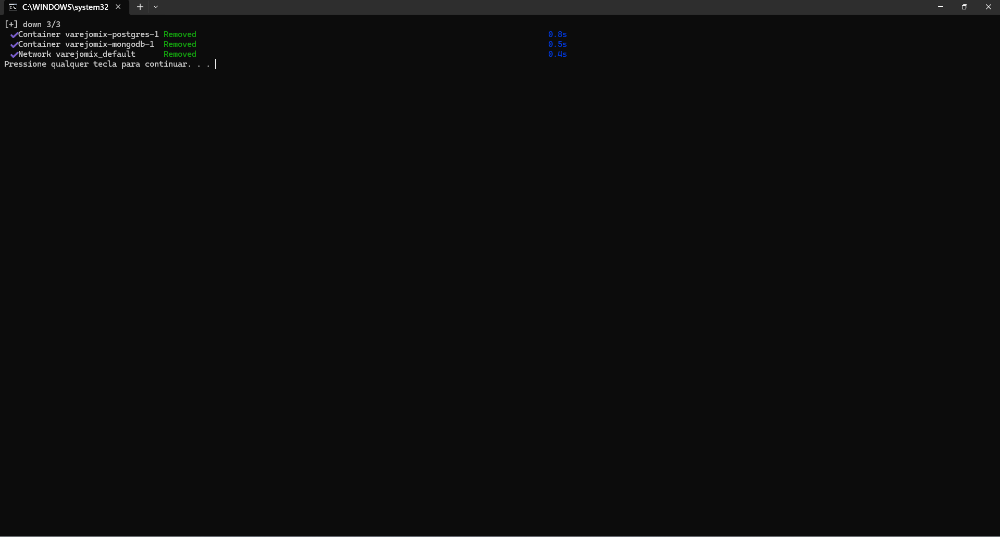 C:\WINDOWS\system32
[+] down 3/3
✔Container varejomix-postgres-1 Removed 0.8s
✔Container varejomix-mongodb-1 Removed 0.5s
✔Network varejomix_default Removed 0.4s
Pressione qualquer tecla para continuar. . .